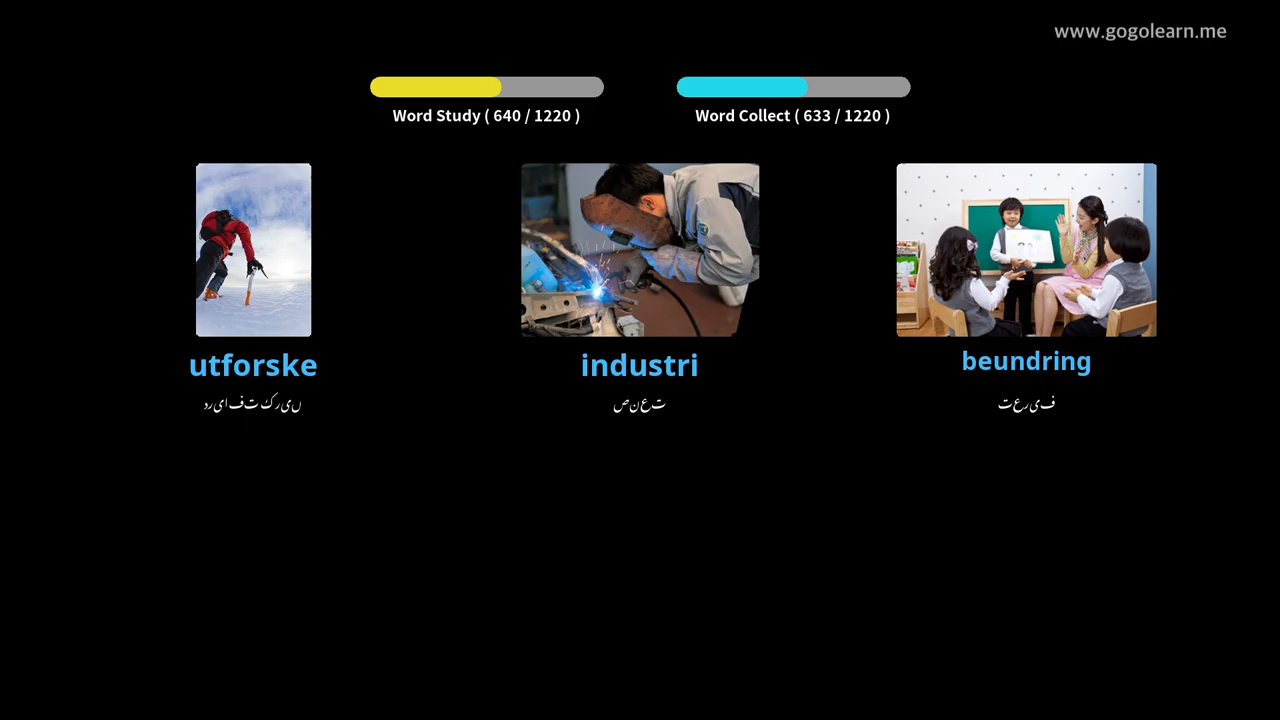 www.gogolearn.me
Word Study ( 640 / 1220 )
Word Collect ( 633 / 1220 )
utforske
industri
beundring
دریافت کریں
صنعت
تعریف